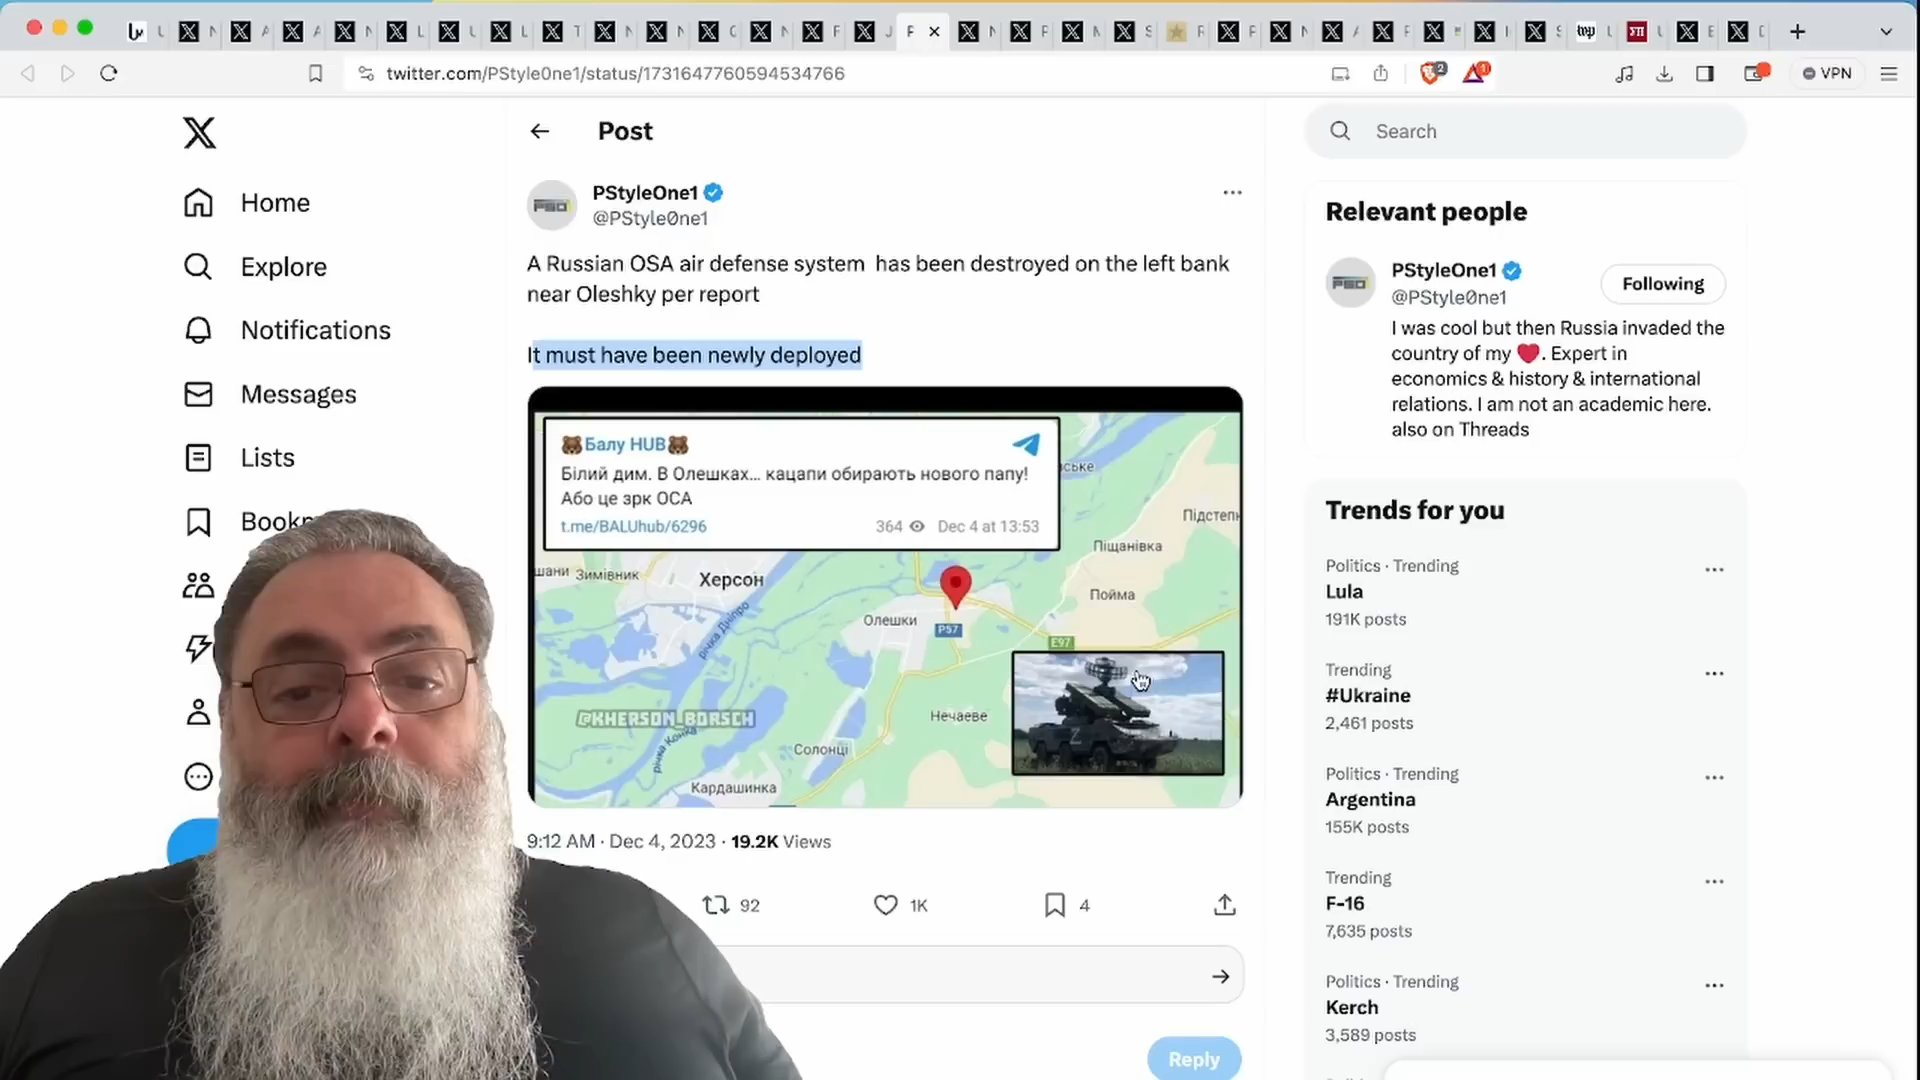 twitter.com/PStyle0ne1/status/1731647760594534766
2
1
VPN
Home
Explore
Notifications
Messages
Lists
Post
PStyleOne1
@PStyle0ne1
A Russian OSA air defense system has been destroyed on the left bank
near Oleshky per report
It must have been newly deployed
🐻Балу HUB🐻
Білий дим. В Олешках... кацапи обирають нового папу!
Або це зрк ОСА
t.me/BALUhub/6296
364
Dec 4 at 13:53
Зимівник
Херсон
Піщанівка
Пойма
Олешки
P57
E97
річка Дніпро
@KHERSON_BORSCH
Нечаеве
річка Конка
Солонці
Кардашинка
Z
9:12 AM · Dec 4, 2023 · 19.2K Views
92
1K
4
Reply
Search
Relevant people
PStyleOne1
@PStyle0ne1
Following
I was cool but then Russia invaded the
country of my ❤️. Expert in
economics & history & international
relations. I am not an academic here.
also on Threads
Trends for you
Politics · Trending
Lula
191K posts
Trending
#Ukraine
2,461 posts
Politics · Trending
Argentina
155K posts
Trending
F-16
7,635 posts
Politics · Trending
Kerch
3,589 posts